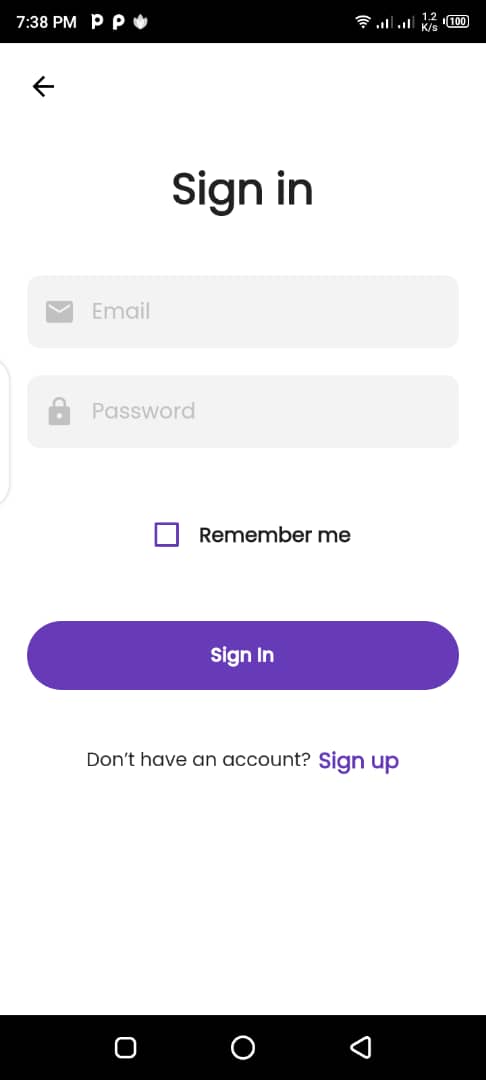 7:38 PM
1.2
K/s
100
Sign in
Email
Password
Remember me
Sign In
Don't have an account? Sign up